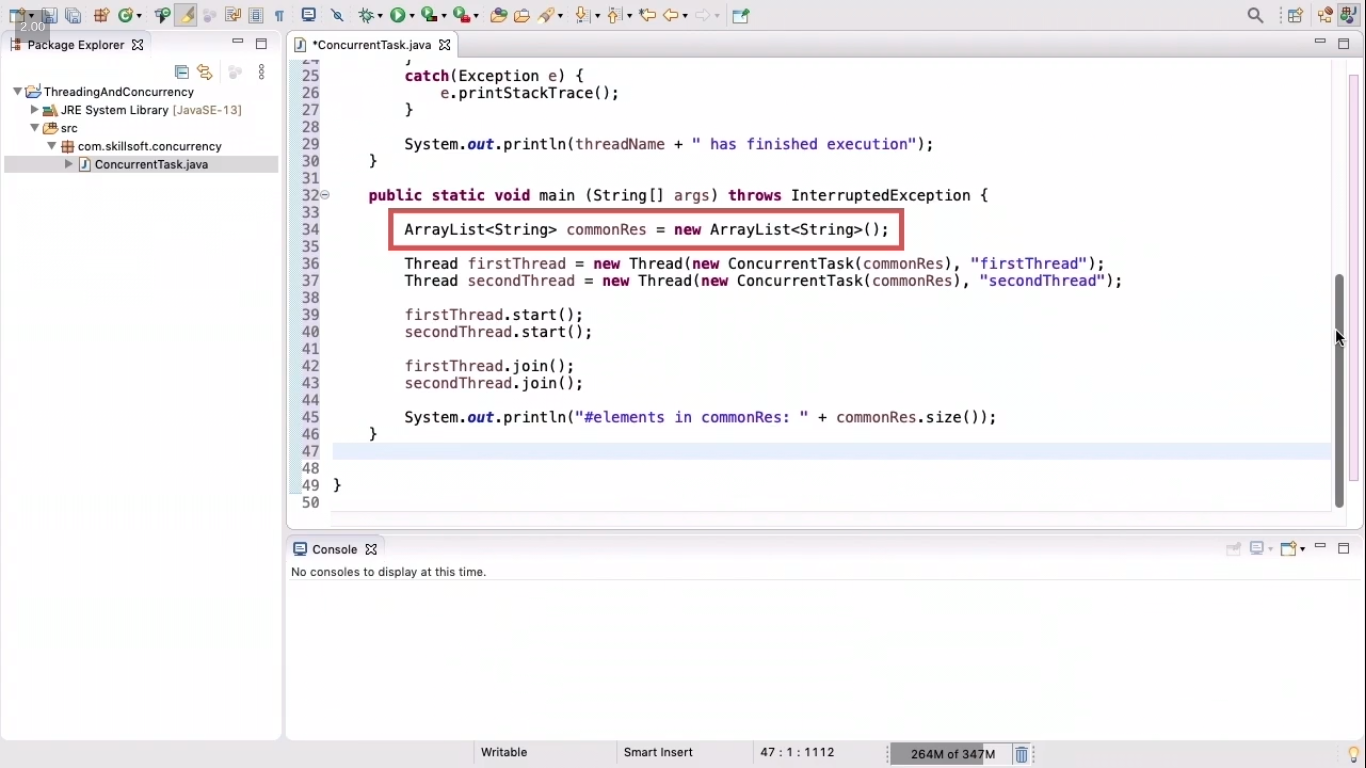 2.00
Package Explorer
*ConcurrentTask.java
ThreadingAndConcurrency
JRE System Library [JavaSE-13]
src
com.skillsoft.concurrency
ConcurrentTask.java
24 }
25 catch(Exception e) {
26 e.printStackTrace();
27 }
28
29 System.out.println(threadName + " has finished execution");
30 }
31
32 public static void main (String[] args) throws InterruptedException {
33
34 ArrayList<String> commonRes = new ArrayList<String>();
35
36 Thread firstThread = new Thread(new ConcurrentTask(commonRes), "firstThread");
37 Thread secondThread = new Thread(new ConcurrentTask(commonRes), "secondThread");
38
39 firstThread.start();
40 secondThread.start();
41
42 firstThread.join();
43 secondThread.join();
44
45 System.out.println("#elements in commonRes: " + commonRes.size());
46 }
47
48
49 }
50
Console
No consoles to display at this time.
Writable Smart Insert 47 : 1 : 1112 264M of 347M